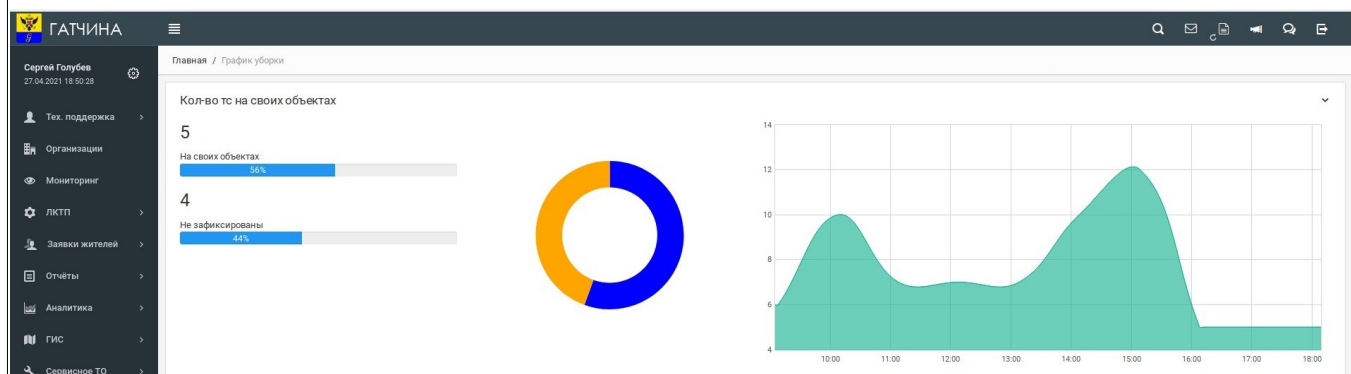 ГАТЧИНА
Сергей Голубев
27.04.2021 18:50:28
Тех. поддержка
Организации
Мониторинг
ЛКТП
Заявки жителей
Отчёты
Аналитика
ГИС
Сервисное ТО
Главная / График уборки
Кол-во тс на своих объектах
5
На своих объектах
56%
4
Не зафиксированы
44%
14
12
10
8
6
4
10:00 11:00 12:00 13:00 14:00 15:00 16:00 17:00 18:00